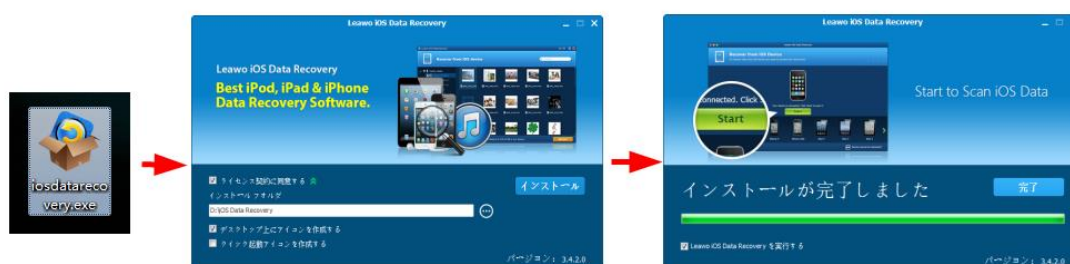 iosdatareco
very.exe
Leawo iOS Data Recovery
Leawo iOS Data Recovery
Best iPod, iPad & iPhone
Data Recovery Software.
ライセンス契約に同意する
インストール フォルダ
D:\iOS Data Recovery
インストール
デスクトップ上にアイコンを作成する
クイック起動アイコンを作成する
バージョン: 3.4.2.0
Leawo iOS Data Recovery
Recover from iOS Device
onnected. Click
Start
Start to Scan iOS Data
インストールが完了しました
完了
Leawo iOS Data Recovery を実行する
バージョン: 3.4.2.0